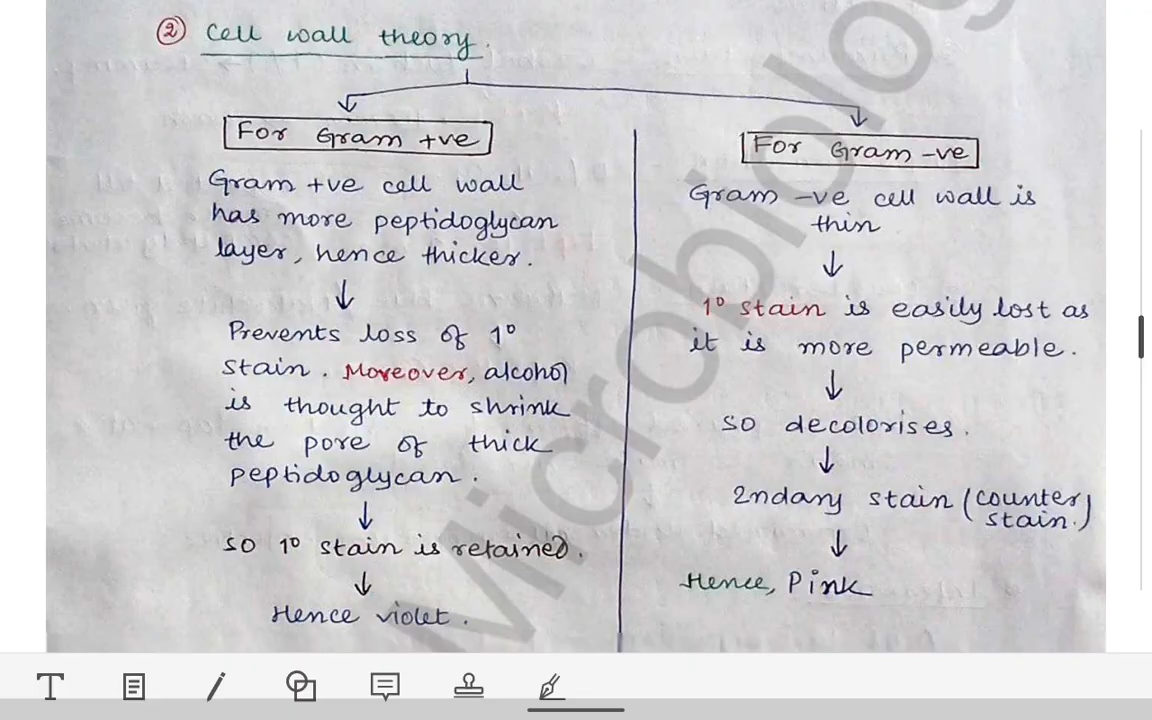 ② Cell wall theory.
For Gram +ve
Gram +ve cell wall
has more peptidoglycan
layer, hence thicker.
↓
Prevents loss of 1°
stain. Moreover, alcohol
is thought to shrink
the pore of thick
peptidoglycan.
↓
so 1° stain is retained.
↓
Hence violet.
For Gram -ve
Gram -ve cell wall is
thin
↓
1° stain is easily lost as
it is more permeable.
↓
so decolorises.
↓
2ndary stain (counter
stain.)
↓
Hence, Pink
Microbiolog
T